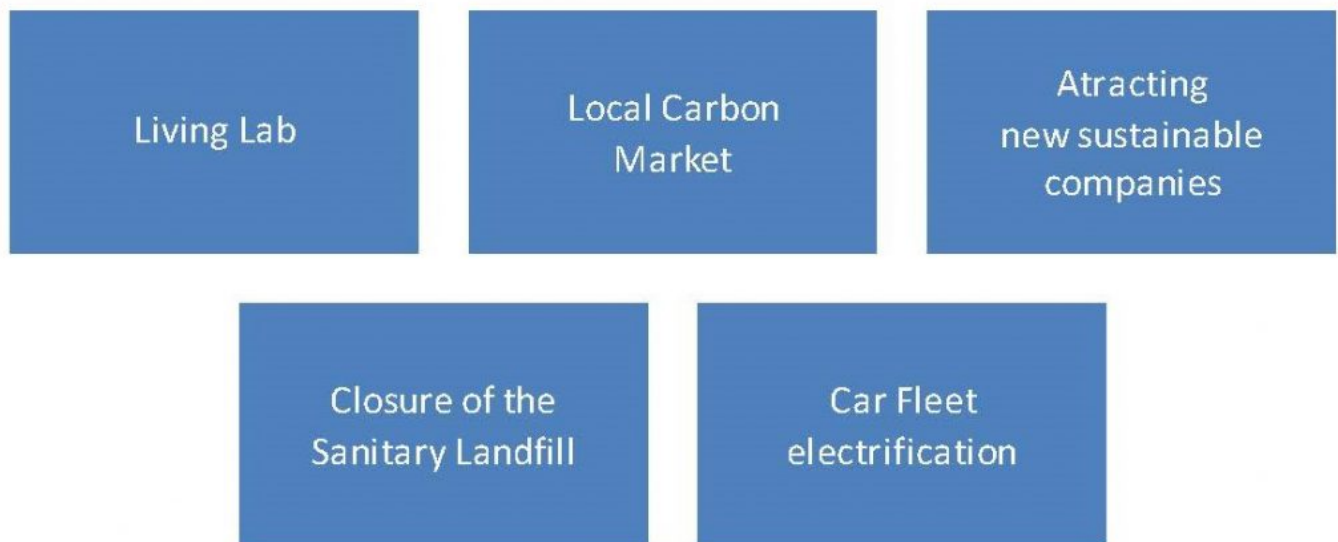 Living Lab
Local Carbon
Market
Atracting
new sustainable
companies
Closure of the
Sanitary Landfill
Car Fleet
electrification